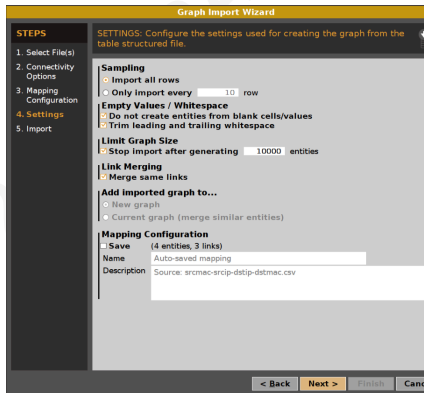 Graph Import Wizard
STEPS
1. Select File(s)
2. Connectivity
Options
3. Mapping
Configuration
4. Settings
5. Import
SETTINGS: Configure the settings used for creating the graph from the
table structured file.
Sampling
Import all rows
Only import every 10 row
Empty Values / Whitespace
Do not create entities from blank cells/values
Trim leading and trailing whitespace
Limit Graph Size
Stop import after generating 10000 entities
Link Merging
Merge same links
Add imported graph to...
New graph
Current graph (merge similar entities)
Mapping Configuration
Save (4 entities, 3 links)
Name Auto-saved mapping
Description Source: srcmac-srcip-dstip-dstmac.csv
< Back Next > Finish Canc